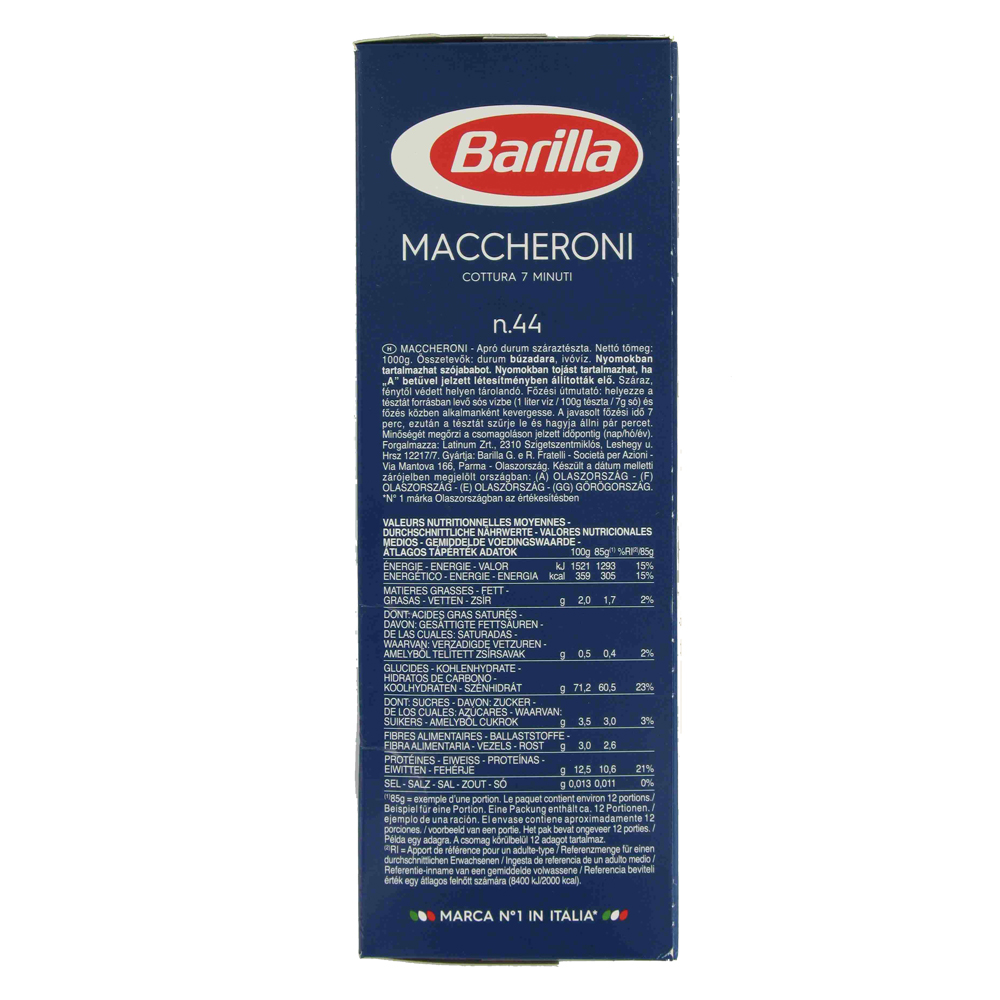 Barilla
MACCHERONI
COTTURA 7 MINUTI
n.44
(H) MACCHERONI - Apró durum száraztészta. Nettó tömeg:
1000g. Összetevők: durum búzadara, ivóvíz. Nyomokban
tartalmazhat szójababot. Nyomokban tojást tartalmazhat, ha
„A” betűvel jelzett létesítményben állították elő. Száraz,
fénytől védett helyen tárolandó. Főzési útmutató: helyezze a
tésztát forrásban levő sós vízbe (1 liter víz / 100g tészta / 7g só) és
főzés közben alkalmanként kevergesse. A javasolt főzési idő 7
perc, ezután a tésztát szűrje le és hagyja állni pár percet.
Minőségét megőrzi a csomagoláson jelzett időpontig (nap/hó/év).
Forgalmazza: Latinum Zrt., 2310 Szigetszentmiklós, Leshegy u.
Hrsz 12217/7. Gyártja: Barilla G. e R. Fratelli - Società per Azioni -
Via Mantova 166, Parma - Olaszország. Készült a dátum melletti
zárójelben megjelölt országban: (A) OLASZORSZÁG - (F)
OLASZORSZÁG - (E) OLASZORSZÁG - (GG) GÖRÖGORSZÁG.
*N° 1 márka Olaszországban az értékesítésben
VALEURS NUTRITIONNELLES MOYENNES -
DURCHSCHNITTLICHE NÄHRWERTE - VALORES NUTRICIONALES
MEDIOS - GEMIDDELDE VOEDINGSWAARDE -
ÁTLAGOS TÁPÉRTÉK ADATOK 100g 85g(1) %RI(2)/85g
ÉNERGIE - ENERGIE - VALOR kJ 1521 1293 15%
ENERGÉTICO - ENERGIE - ENERGIA kcal 359 305 15%
MATIERES GRASSES - FETT -
GRASAS - VETTEN - ZSÍR g 2,0 1,7 2%
DONT: ACIDES GRAS SATURÉS -
DAVON: GESÄTTIGTE FETTSÄUREN -
DE LAS CUALES: SATURADAS -
WAARVAN: VERZADIGDE VETZUREN -
AMELYBŐL TELÍTETT ZSÍRSAVAK g 0,5 0,4 2%
GLUCIDES - KOHLENHYDRATE -
HIDRATOS DE CARBONO -
KOOLHYDRATEN - SZÉNHIDRÁT g 71,2 60,5 23%
DONT: SUCRES - DAVON: ZUCKER -
DE LOS CUALES: AZÚCARES - WAARVAN:
SUIKERS - AMELYBŐL CUKROK g 3,5 3,0 3%
FIBRES ALIMENTAIRES - BALLASTSTOFFE -
FIBRA ALIMENTARIA - VEZELS - ROST g 3,0 2,6
PROTÉINES - EIWEISS - PROTEÍNAS -
EIWITTEN - FEHÉRJE g 12,5 10,6 21%
SEL - SALZ - SAL - ZOUT - SÓ g 0,013 0,011 0%
(1)85g = exemple d'une portion. Le paquet contient environ 12 portions./
Beispiel für eine Portion. Eine Packung enthält ca. 12 Portionen. /
ejemplo de una ración. El envase contiene aproximadamente 12
porciones. / voorbeeld van een portie. Het pak bevat ongeveer 12 porties. /
Példa egy adagra. A csomag körülbelül 12 adagot tartalmaz.
(2)RI = Apport de référence pour un adulte-type / Referenzmenge für einen
durchschnittlichen Erwachsenen / Ingesta de referencia de un adulto medio /
Referentie-inname van een gemiddelde volwassene / Referencia beviteli
érték egy átlagos felnőtt számára (8400 kJ/2000 kcal).
MARCA N°1 IN ITALIA*